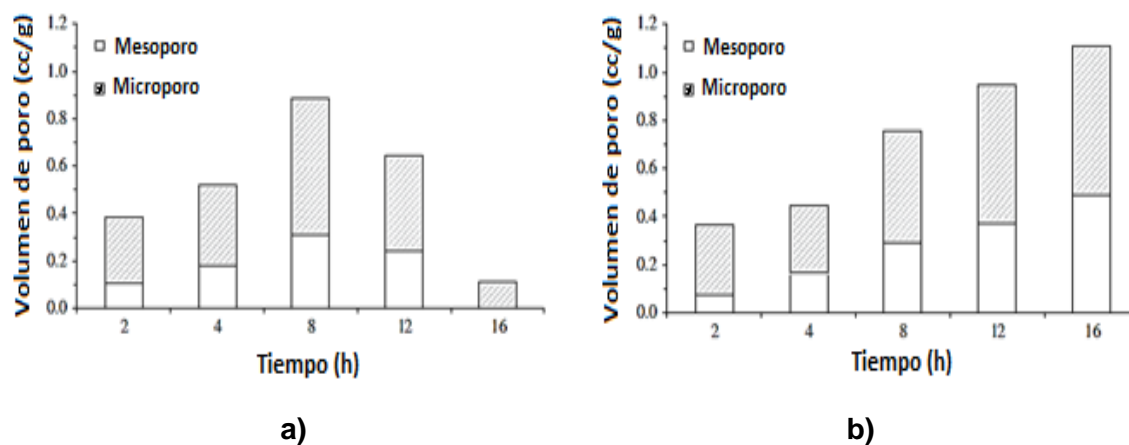 Volumen de poro (cc/g)
1.2
1.0
0.8
0.6
0.4
0.2
0.0
Mesoporo
Microporo
2 4 8 12 16
Tiempo (h)
a)
Volumen de poro (cc/g)
1.2
1.0
0.8
0.6
0.4
0.2
0.0
Mesoporo
Microporo
2 4 8 12 16
Tiempo (h)
b)